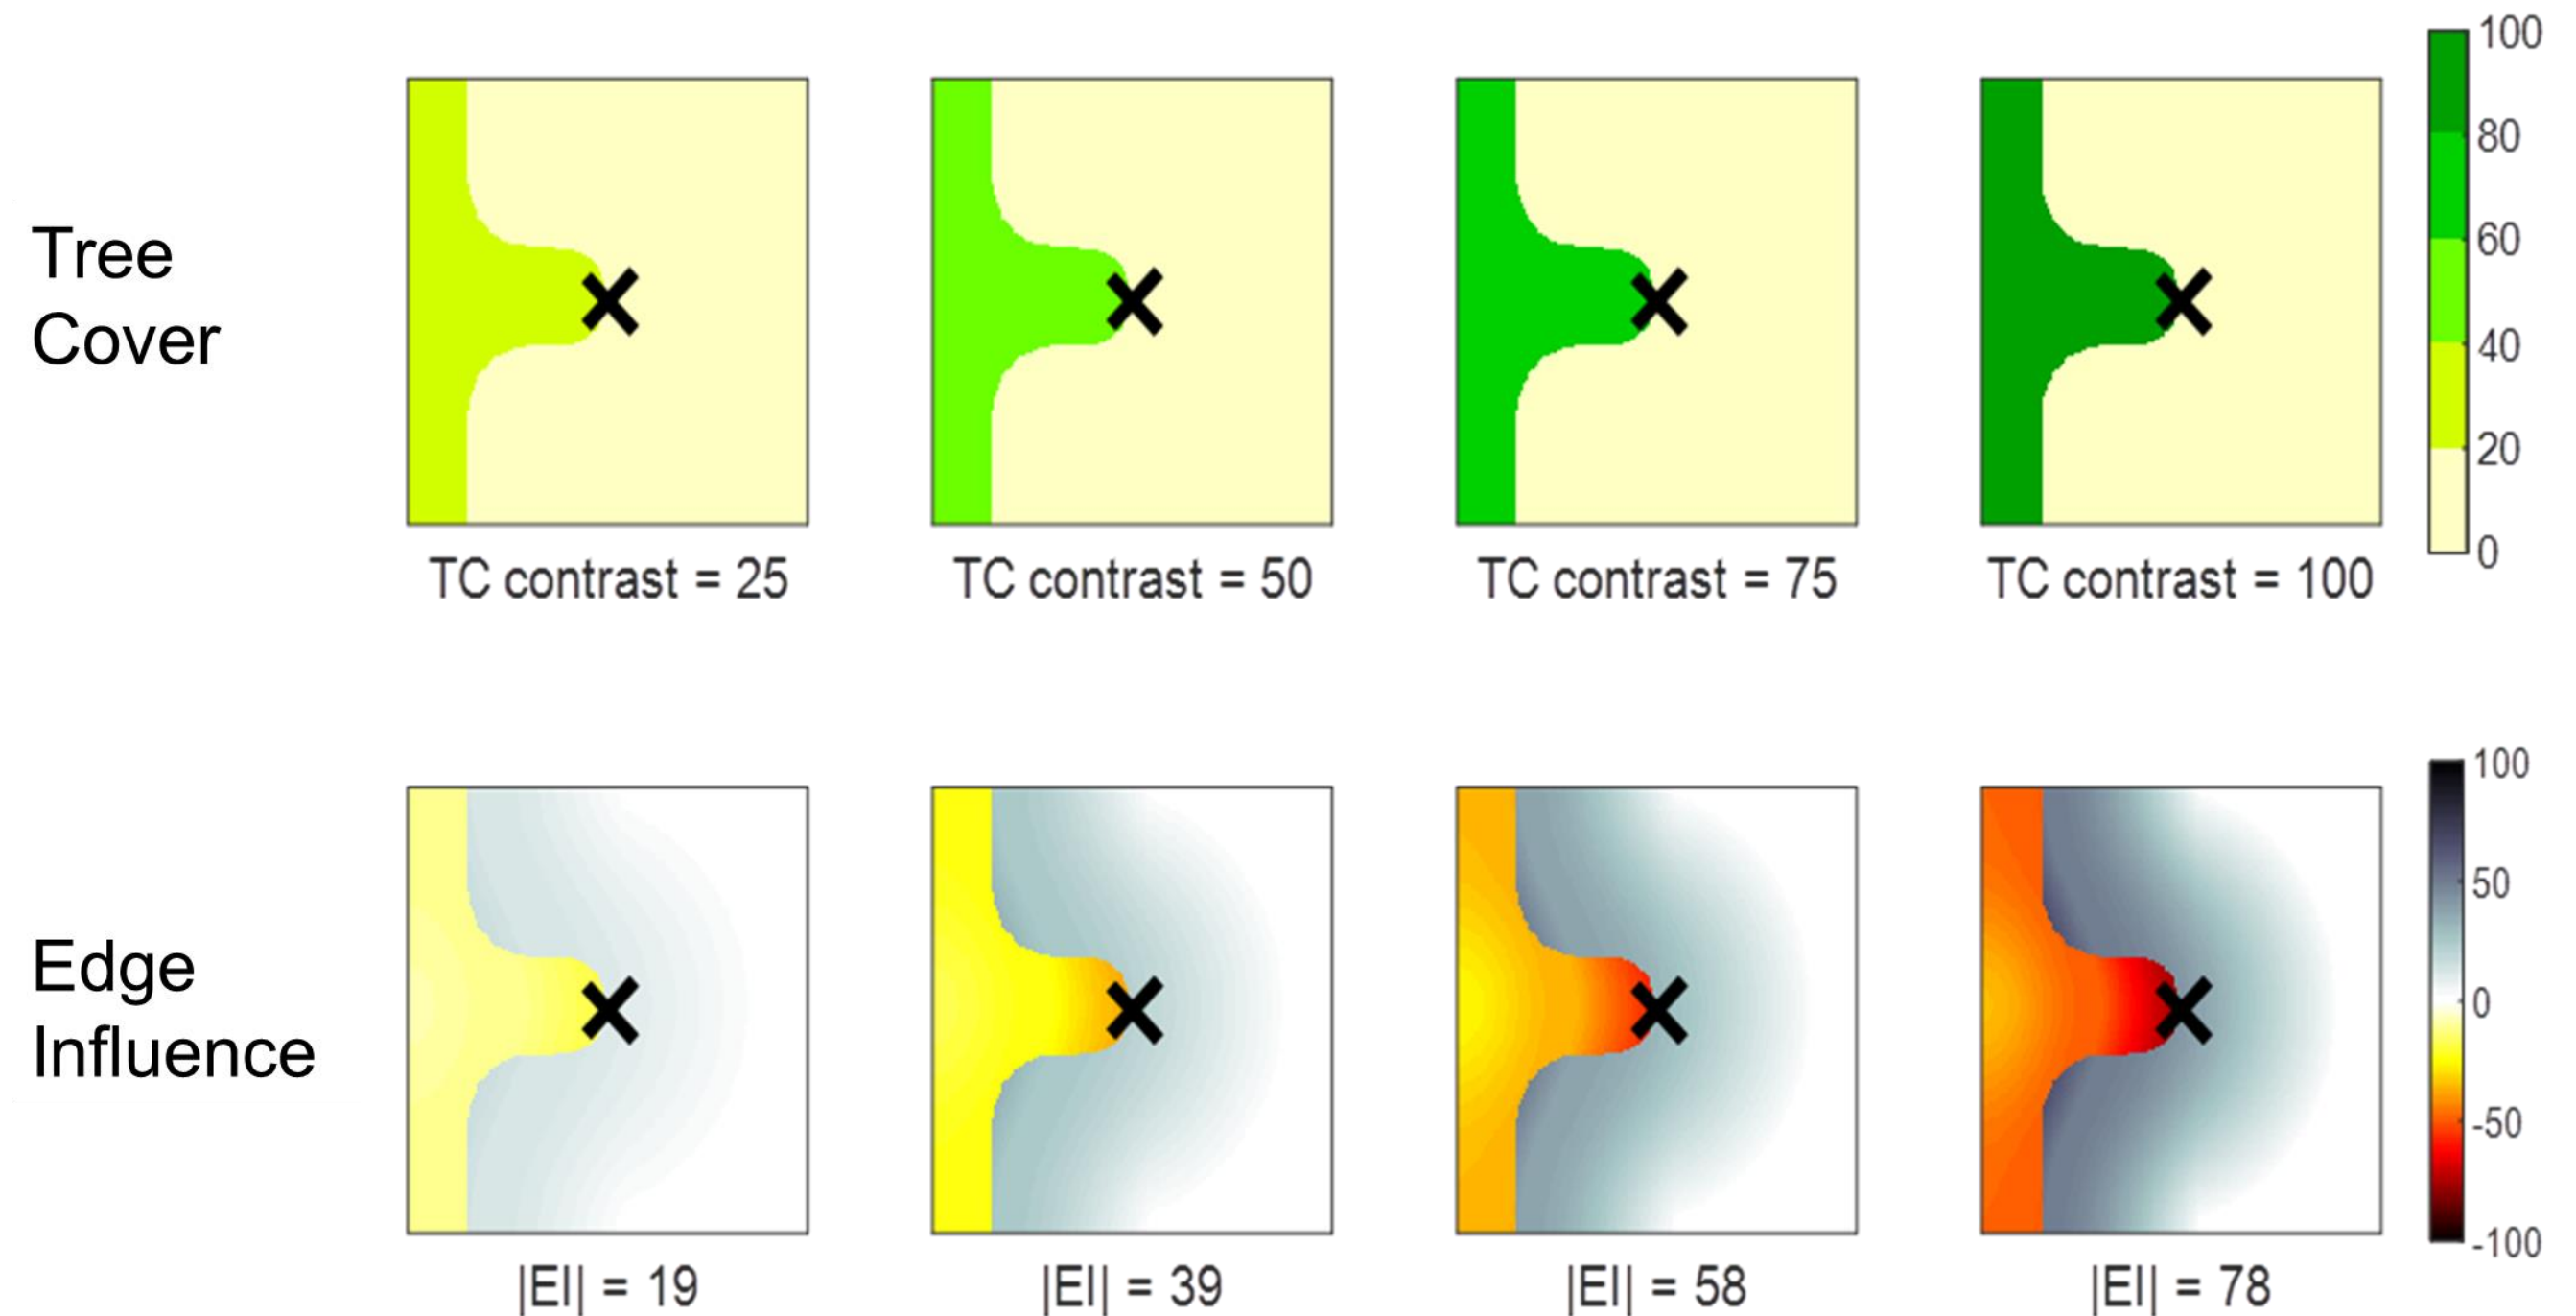 Tree
Cover
TC contrast = 25
TC contrast = 50
TC contrast = 75
TC contrast = 100
100
80
60
40
20
0
Edge
Influence
|EI| = 19
|EI| = 39
|EI| = 58
|EI| = 78
100
50
0
-50
-100